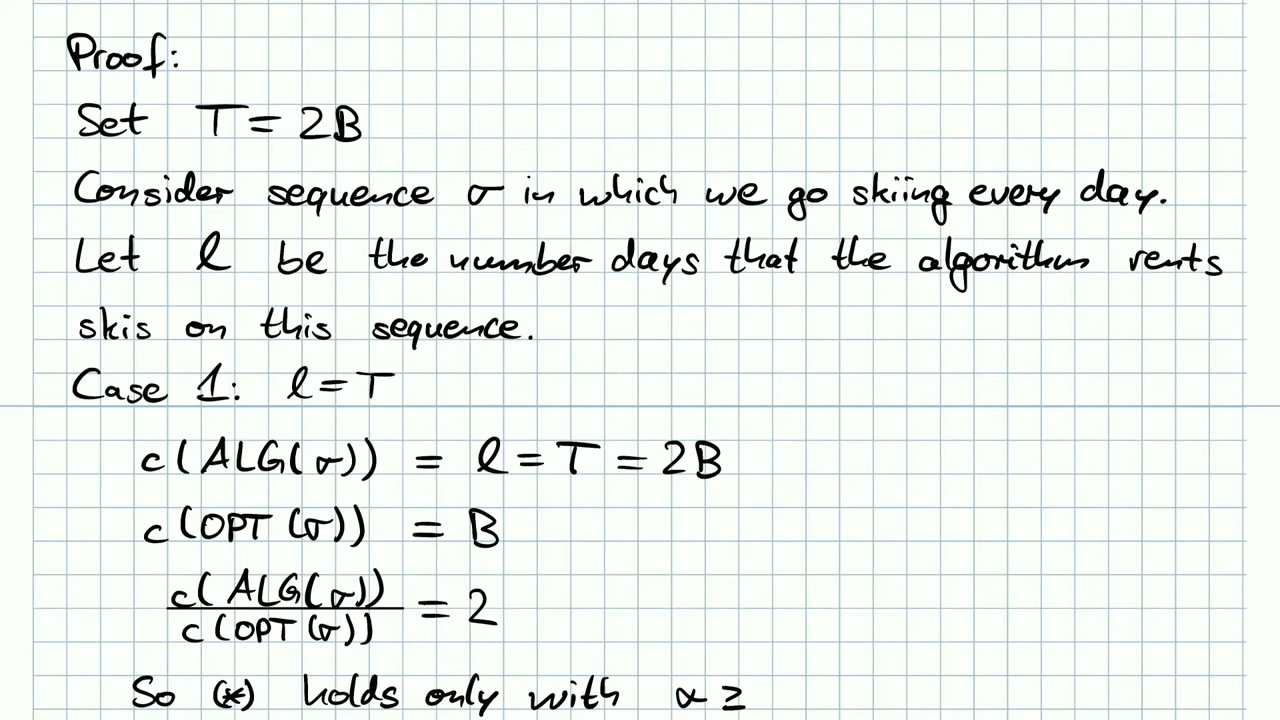 Proof:
Set T = 2B
Consider sequence σ in which we go skiing every day.
Let l be the number days that the algorithm rents
skis on this sequence.
Case 1: l = T
c(ALG(σ)) = l = T = 2B
c(OPT(σ)) = B
c(ALG(σ)) / c(OPT(σ)) = 2
So (*) holds only with α ≥